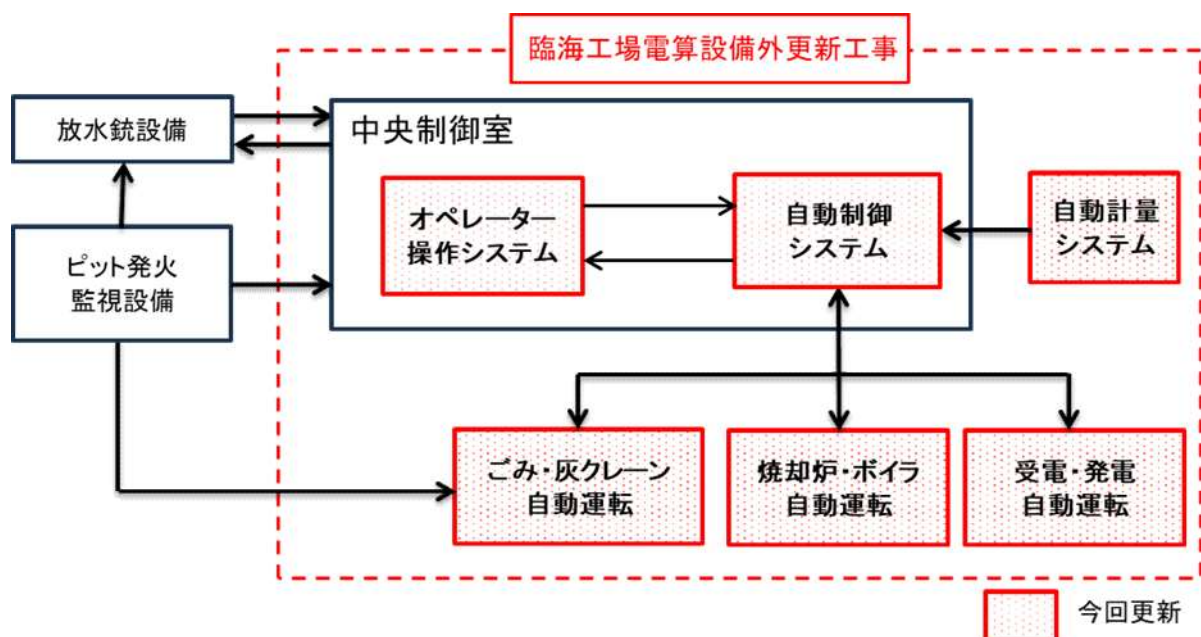 臨海工場電算設備外更新工事
放水銃設備
中央制御室
オペレーター
操作システム
自動制御
システム
自動計量
システム
ピット発火
監視設備
ごみ・灰クレーン
自動運転
焼却炉・ボイラ
自動運転
受電・発電
自動運転
今回更新